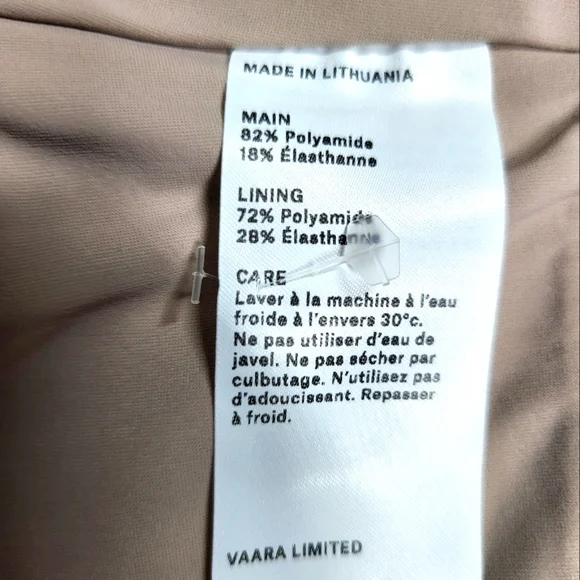 MADE IN LITHUANIA
MAIN
82% Polyamide
18% Élasthanne
LINING
72% Polyamide
28% Élasthanne
CARE
Laver à la machine à l'eau
froide à l'envers 30°c.
Ne pas utiliser d'eau de
javel. Ne pas sécher par
culbutage. N'utilisez pas
d'adoucissant. Repasser
à froid.
VAARA LIMITED